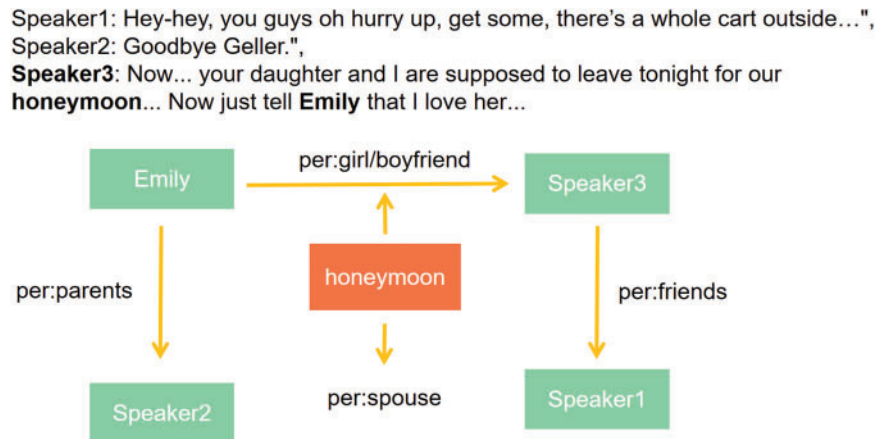 Speaker1: Hey-hey, you guys oh hurry up, get some, there's a whole cart outside…",
Speaker2: Goodbye Geller.",
Speaker3: Now... your daughter and I are supposed to leave tonight for our
honeymoon... Now just tell Emily that I love her...
per:girl/boyfriend
Emily
Speaker3
honeymoon
per:parents
per:friends
per:spouse
Speaker2
Speaker1